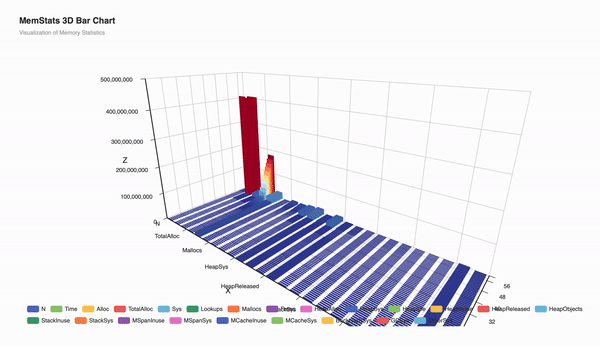 MemStats 3D Bar Chart
Visualization of Memory Statistics
500,000,000
400,000,000
300,000,000
Z
200,000,000
100,000,000
0
N
TotalAlloc
Mallocs
HeapSys
HeapReleased
X
56
48
32
N Time Alloc TotalAlloc Sys Lookups Mallocs HeapReleased HeapObjects
StackInuse StackSys MSpanInuse MSpanSys MCacheInuse MCacheSys